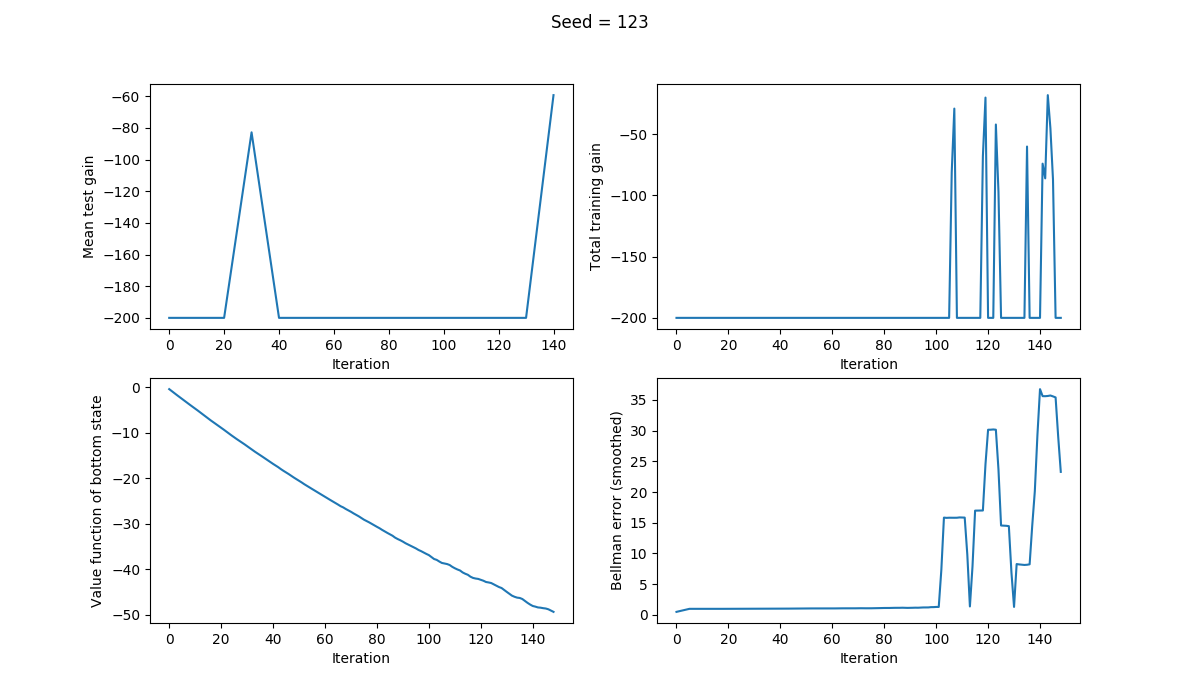 Seed = 123
Mean test gain
−60
−80
−100
−120
−140
−160
−180
−200
0 20 40 60 80 100 120 140
Iteration
Total training gain
−50
−100
−150
−200
0 20 40 60 80 100 120 140
Iteration
Value function of bottom state
0
−10
−20
−30
−40
−50
0 20 40 60 80 100 120 140
Iteration
Bellman error (smoothed)
35
30
25
20
15
10
5
0
0 20 40 60 80 100 120 140
Iteration